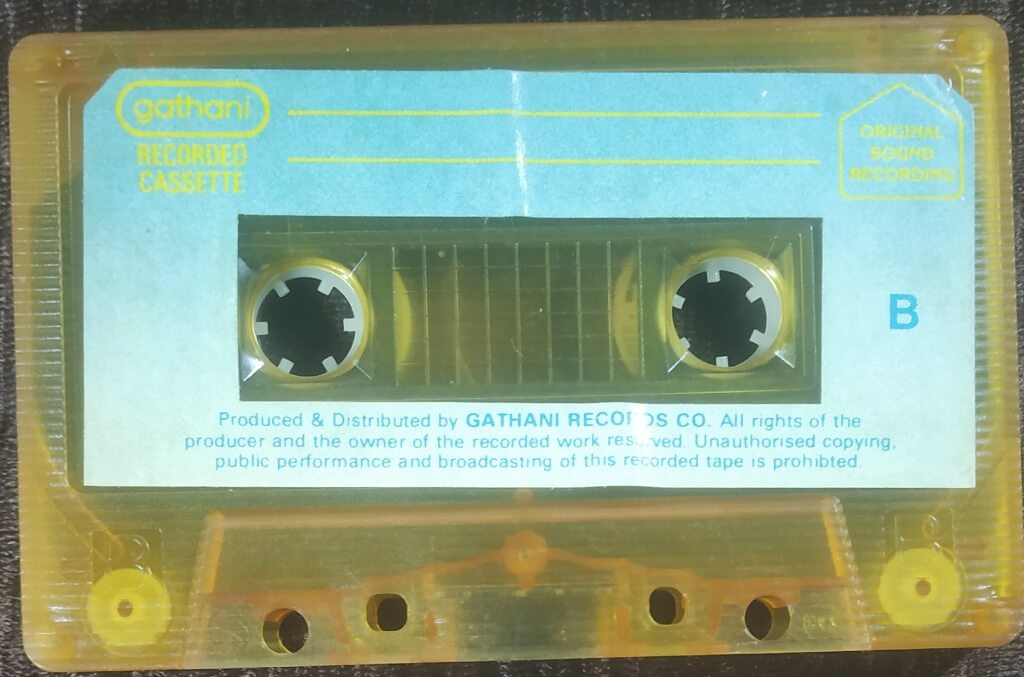 gathani
RECORDED
CASSETTE
ORIGINAL
SOUND
RECORDING
B
Produced & Distributed by GATHANI RECORDS CO. All rights of the
producer and the owner of the recorded work reserved. Unauthorised copying,
public performance and broadcasting of this recorded tape is prohibted.